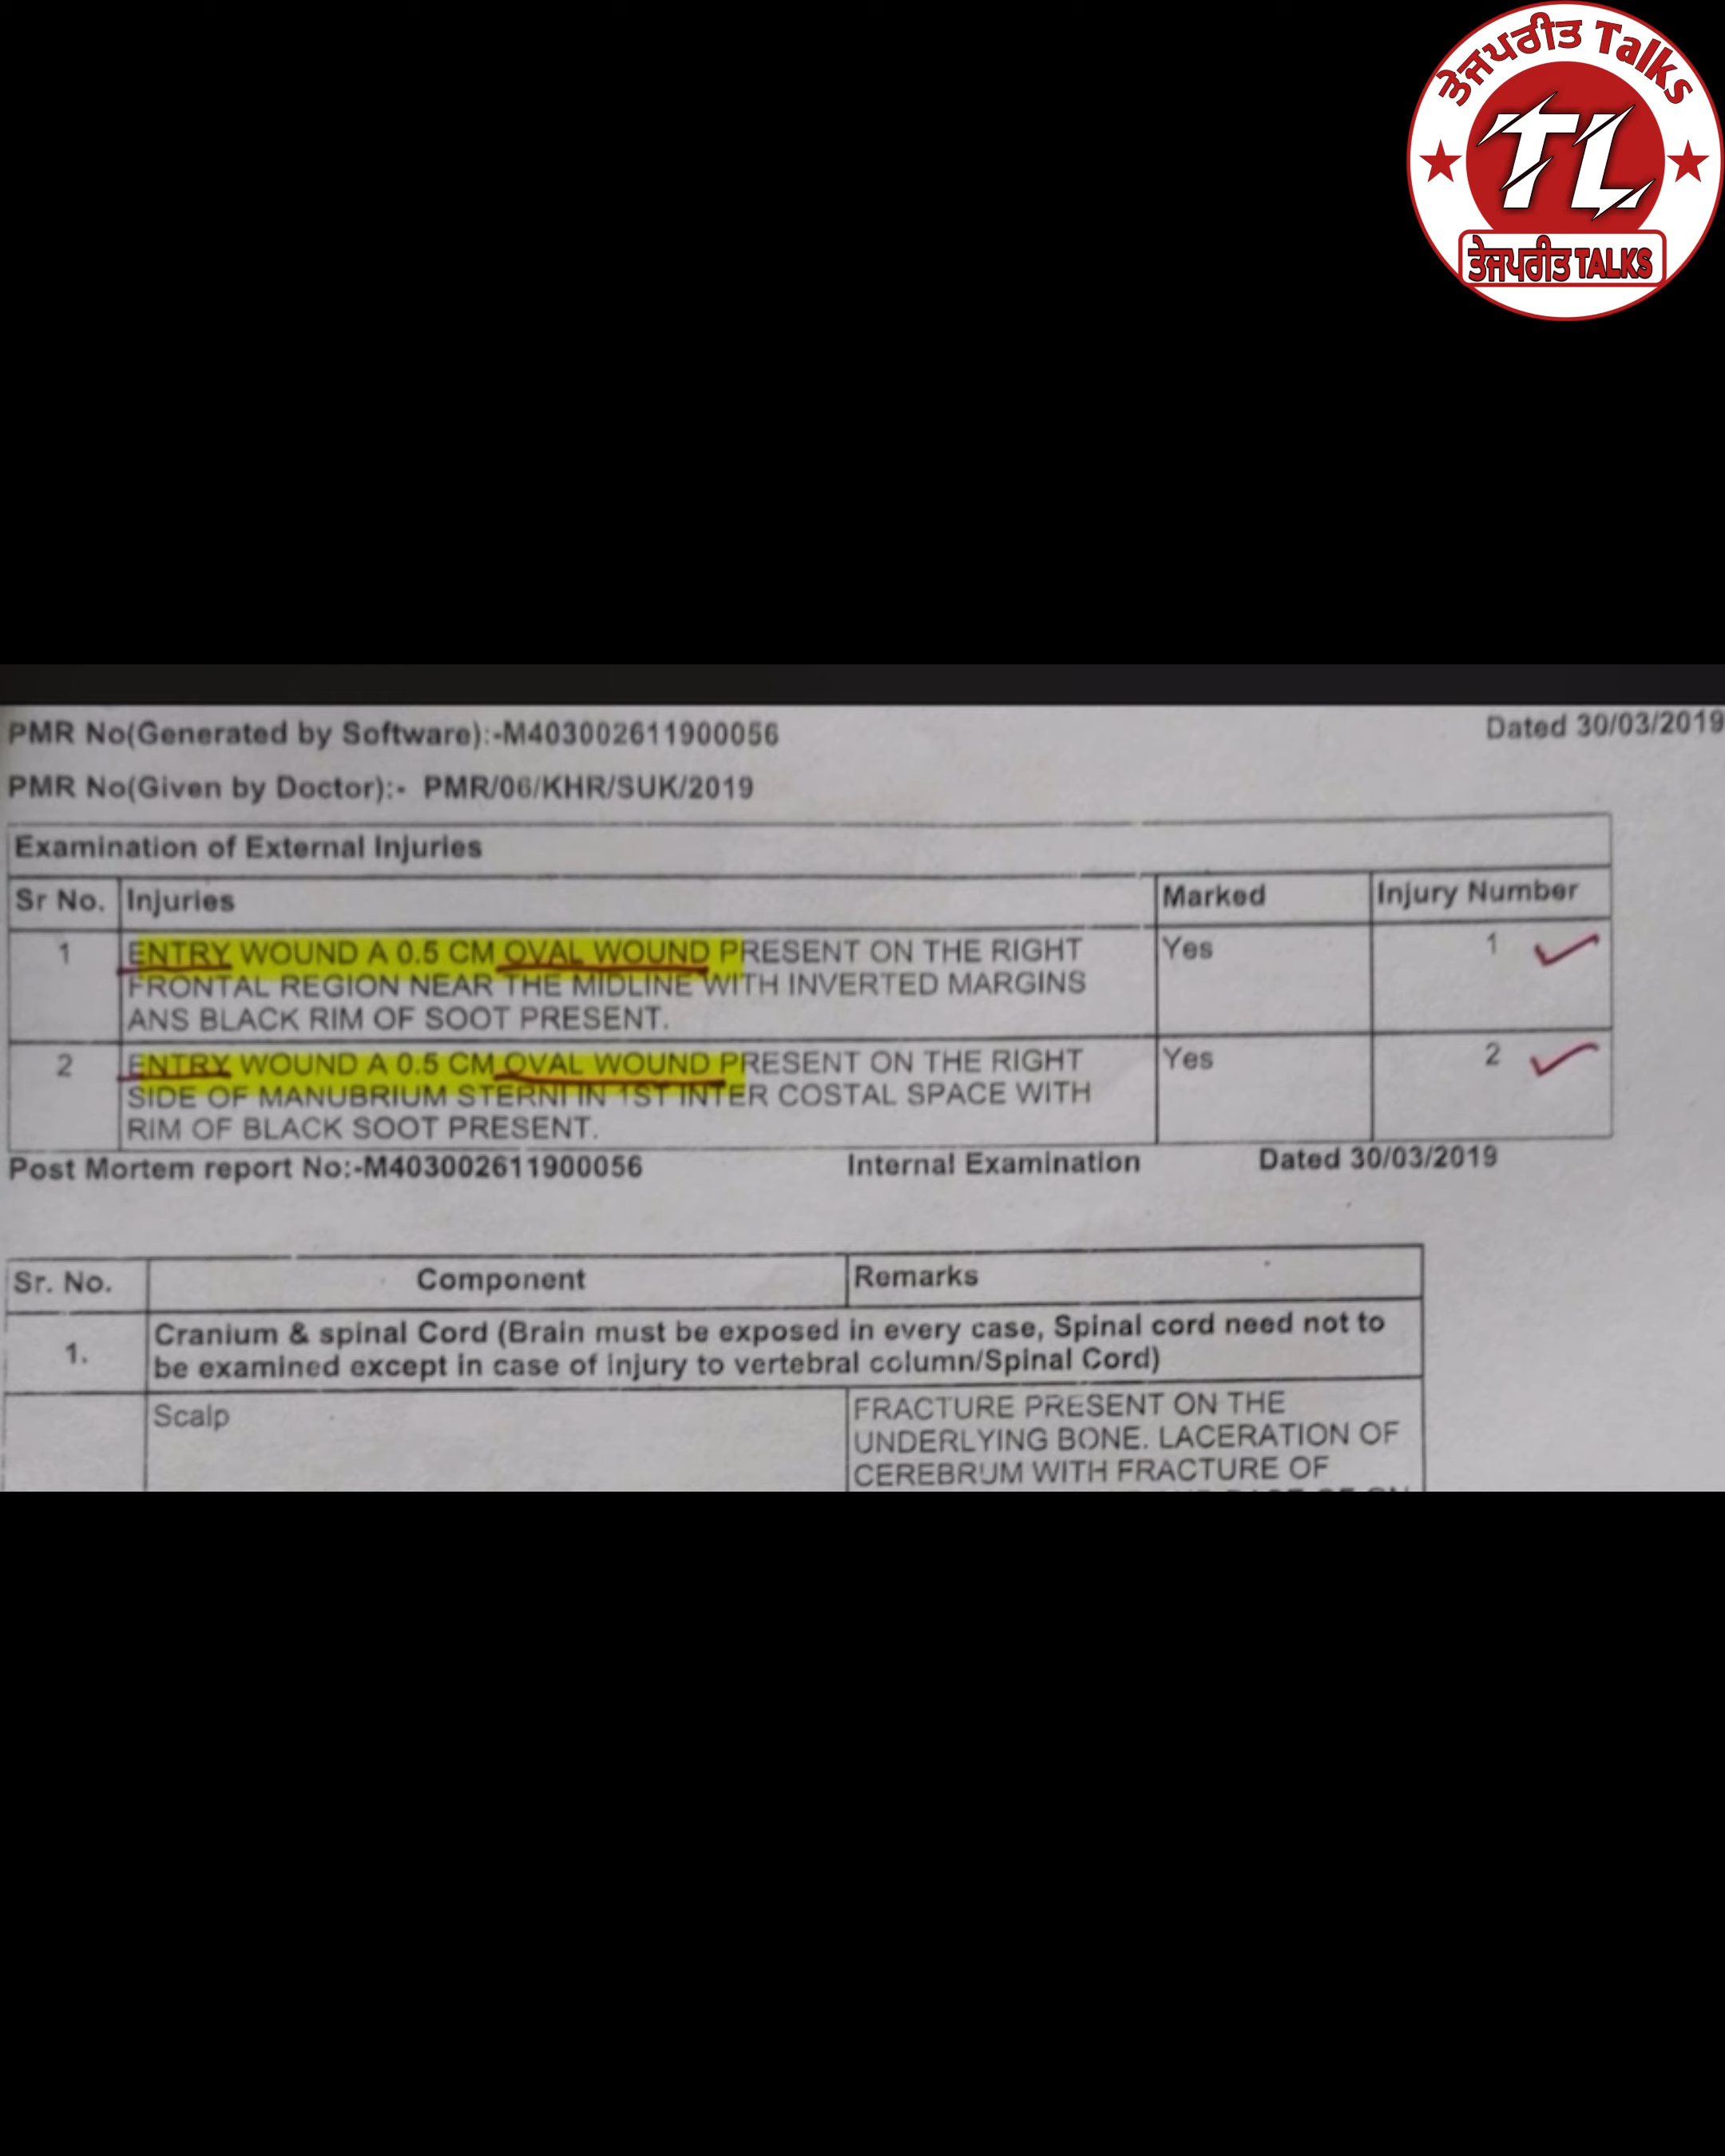 ਤੇਜਪਰੀਤ Talks
TL
ਤੇਜਪਰੀਤ TALKS
PMR No(Generated by Software):-M403002611900056 Dated 30/03/2019
PMR No(Given by Doctor):- PMR/06/KHR/SUK/2019
Examination of External Injuries
Sr No. Injuries Marked Injury Number
1 ENTRY WOUND A 0.5 CM OVAL WOUND PRESENT ON THE RIGHT Yes 1
FRONTAL REGION NEAR THE MIDLINE WITH INVERTED MARGINS
ANS BLACK RIM OF SOOT PRESENT.
2 ENTRY WOUND A 0.5 CM OVAL WOUND PRESENT ON THE RIGHT Yes 2
SIDE OF MANUBRIUM STERNI IN 1ST INTER COSTAL SPACE WITH
RIM OF BLACK SOOT PRESENT.
Post Mortem report No:-M403002611900056 Internal Examination Dated 30/03/2019
Sr. No. Component Remarks
1. Cranium & spinal Cord (Brain must be exposed in every case, Spinal cord need not to
be examined except in case of injury to vertebral column/Spinal Cord)
Scalp FRACTURE PRESENT ON THE
UNDERLYING BONE. LACERATION OF
CEREBRUM WITH FRACTURE OF